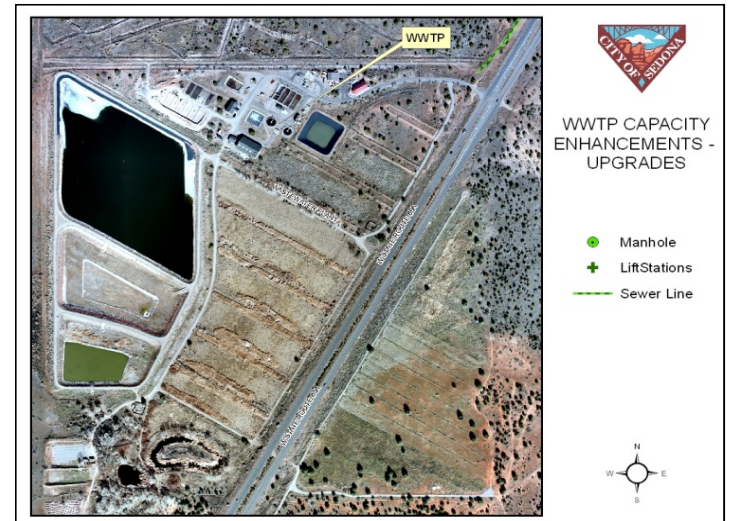 WWTP
CITY OF SEDONA
WWTP CAPACITY
ENHANCEMENTS -
UPGRADES
Manhole
LiftStations
Sewer Line
N
W
E
S